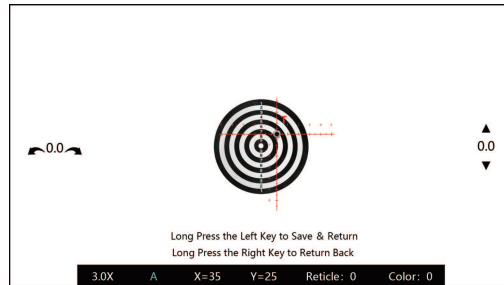 0.0
0.0
Long Press the Left Key to Save & Return
Long Press the Right Key to Return Back
3.0X A X=35 Y=25 Reticle: 0 Color: 0